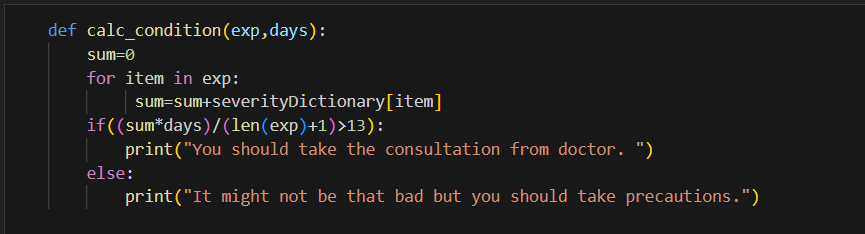 def calc_condition(exp,days):
    sum=0
    for item in exp:
         sum=sum+severityDictionary[item]
    if((sum*days)/(len(exp)+1)>13):
        print("You should take the consultation from doctor. ")
    else:
        print("It might not be that bad but you should take precautions.")